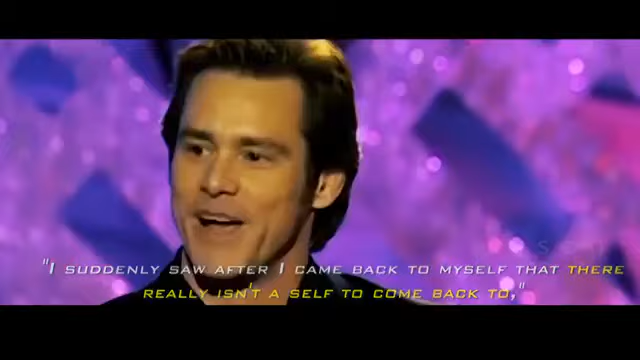 "I SUDDENLY SAW AFTER I CAME BACK TO MYSELF THAT THERE
REALLY ISN'T A SELF TO COME BACK TO,"